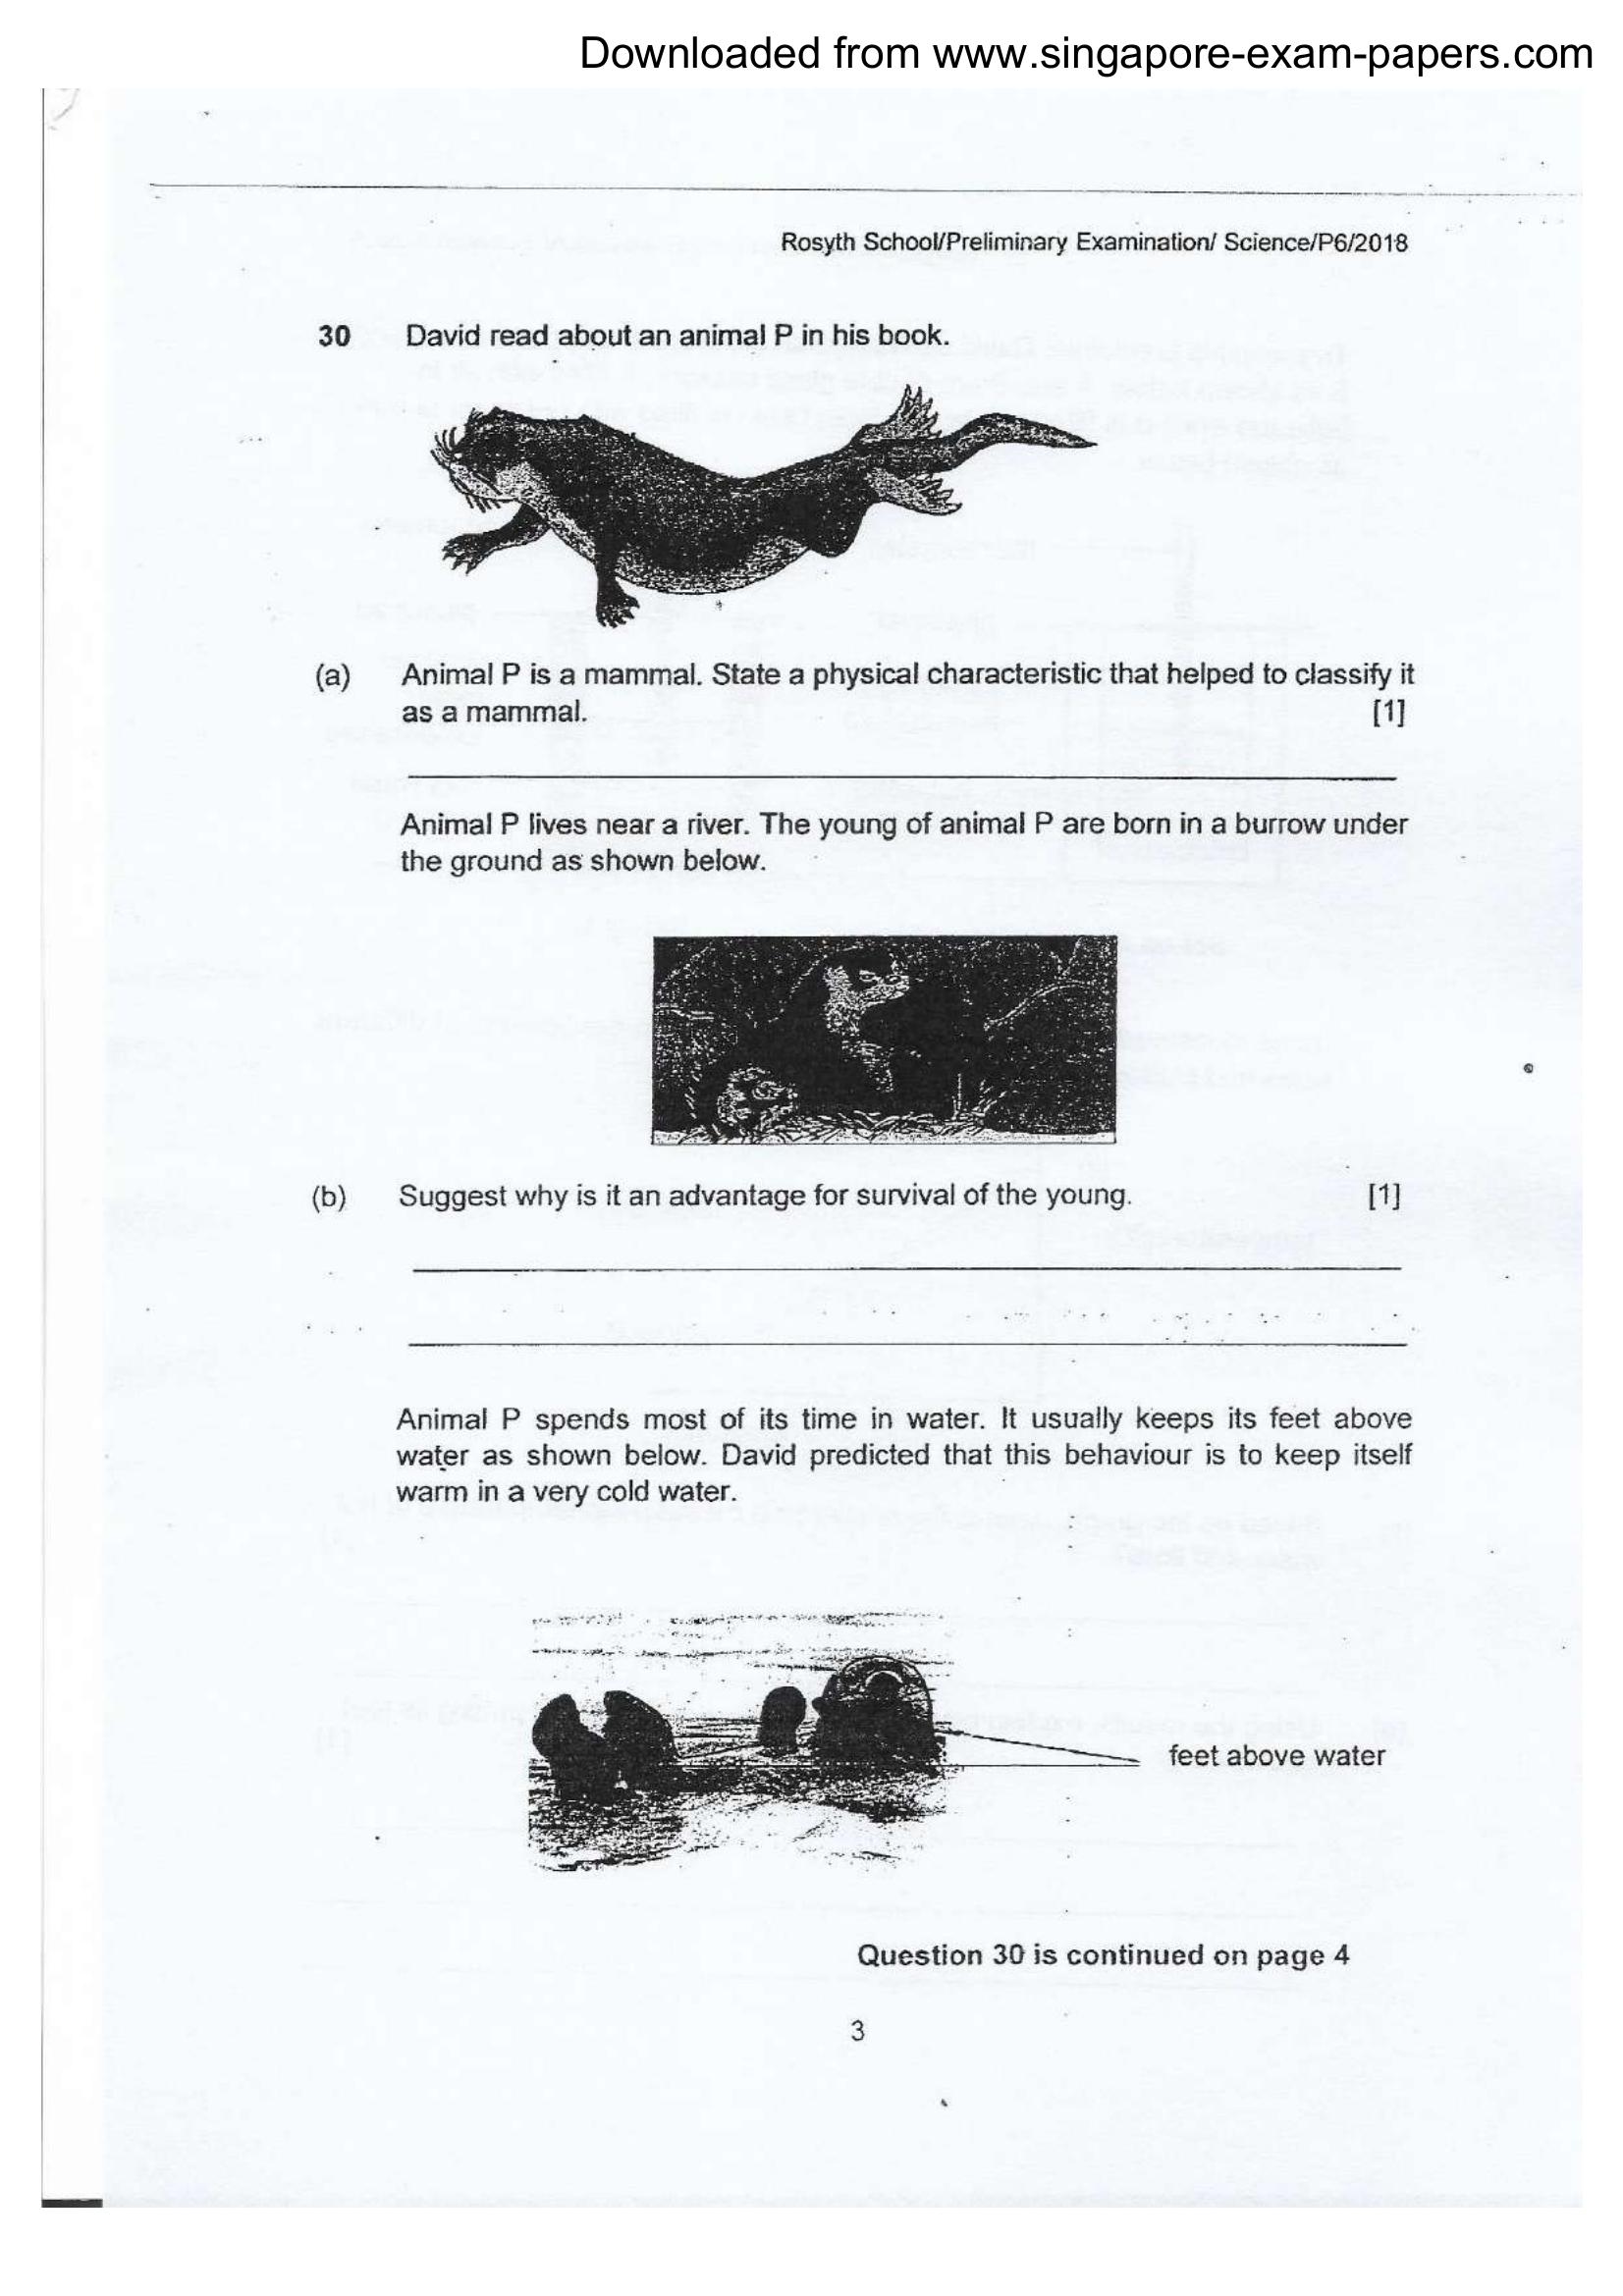 Downloaded from www.singapore-exam-papers.com
Rosyth School/Preliminary Examination/ Science/P6/2018
30 David read about an animal P in his book.
(a) Animal P is a mammal. State a physical characteristic that helped to classify it
as a mammal. [1]
Animal P lives near a river. The young of animal P are born in a burrow under
the ground as shown below.
(b) Suggest why is it an advantage for survival of the young. [1]
Animal P spends most of its time in water. It usually keeps its feet above
water as shown below. David predicted that this behaviour is to keep itself
warm in a very cold water.
feet above water
Question 30 is continued on page 4
3